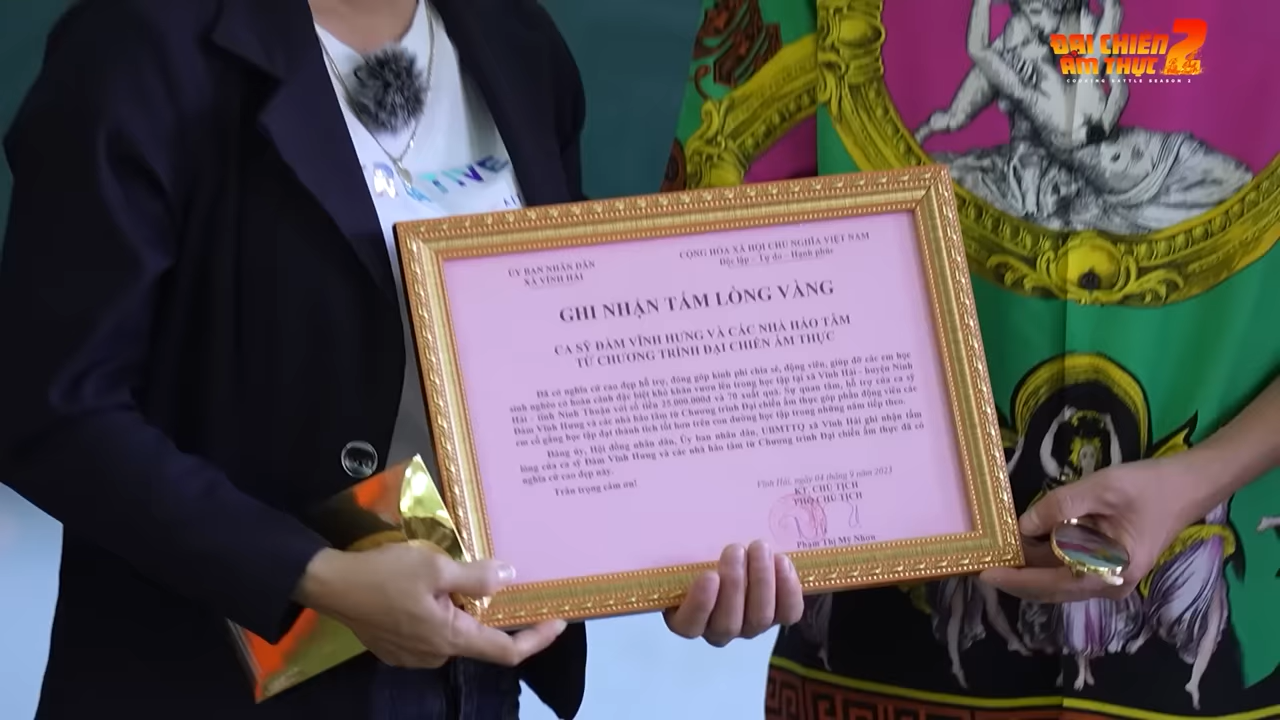 ĐẠI CHIẾN
ẨM THỰC 2
COOKING BATTLE SEASON 2
ATIVE
ỦY BAN NHÂN DÂN
XÃ VĨNH HẢI
CỘNG HÒA XÃ HỘI CHỦ NGHĨA VIỆT NAM
Độc lập – Tự do – Hạnh phúc
GHI NHẬN TẤM LÒNG VÀNG
CA SỸ ĐÀM VĨNH HƯNG VÀ CÁC NHÀ HẢO TÂM
TỪ CHƯƠNG TRÌNH ĐẠI CHIẾN ẨM THỰC
Đã có nghĩa cử cao đẹp hỗ trợ, đóng góp kinh phí chia sẻ, động viên, giúp đỡ các em học
sinh nghèo có hoàn cảnh đặc biệt khó khăn vươn lên trong học tập tại xã Vĩnh Hải – huyện Ninh
Hải – tỉnh Ninh Thuận với số tiền 25.000.000đ và 70 suất quà. Sự quan tâm, hỗ trợ của ca sỹ
Đàm Vĩnh Hưng và các nhà hảo tâm từ Chương trình Đại chiến ẩm thực góp phần động viên các
em cố gắng học tập đạt thành tích tốt hơn trên con đường học tập trong những năm tiếp theo.
Đảng ủy, Hội đồng nhân dân, Ủy ban nhân dân, UBMTTQ xã Vĩnh Hải ghi nhận tấm
lòng của ca sỹ Đàm Vĩnh Hưng và các nhà hảo tâm từ Chương trình Đại chiến ẩm thực đã có
nghĩa cử cao đẹp này.
Trân trọng cảm ơn!
Vĩnh Hải, ngày 04 tháng 9 năm 2023
KT. CHỦ TỊCH
PHÓ CHỦ TỊCH
Phạm Thị Mỹ Nhơn